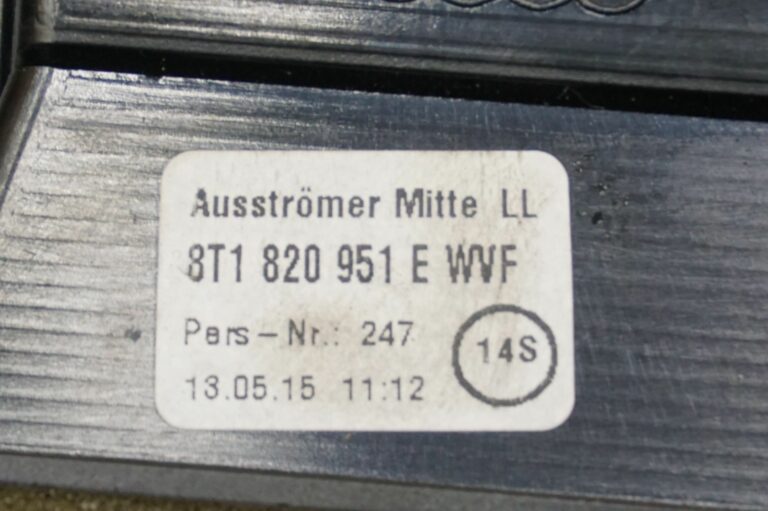 Ausströmer Mitte LL
8T1 820 951 E WVF
Pers-Nr.: 247
14S
13.05.15 11:12